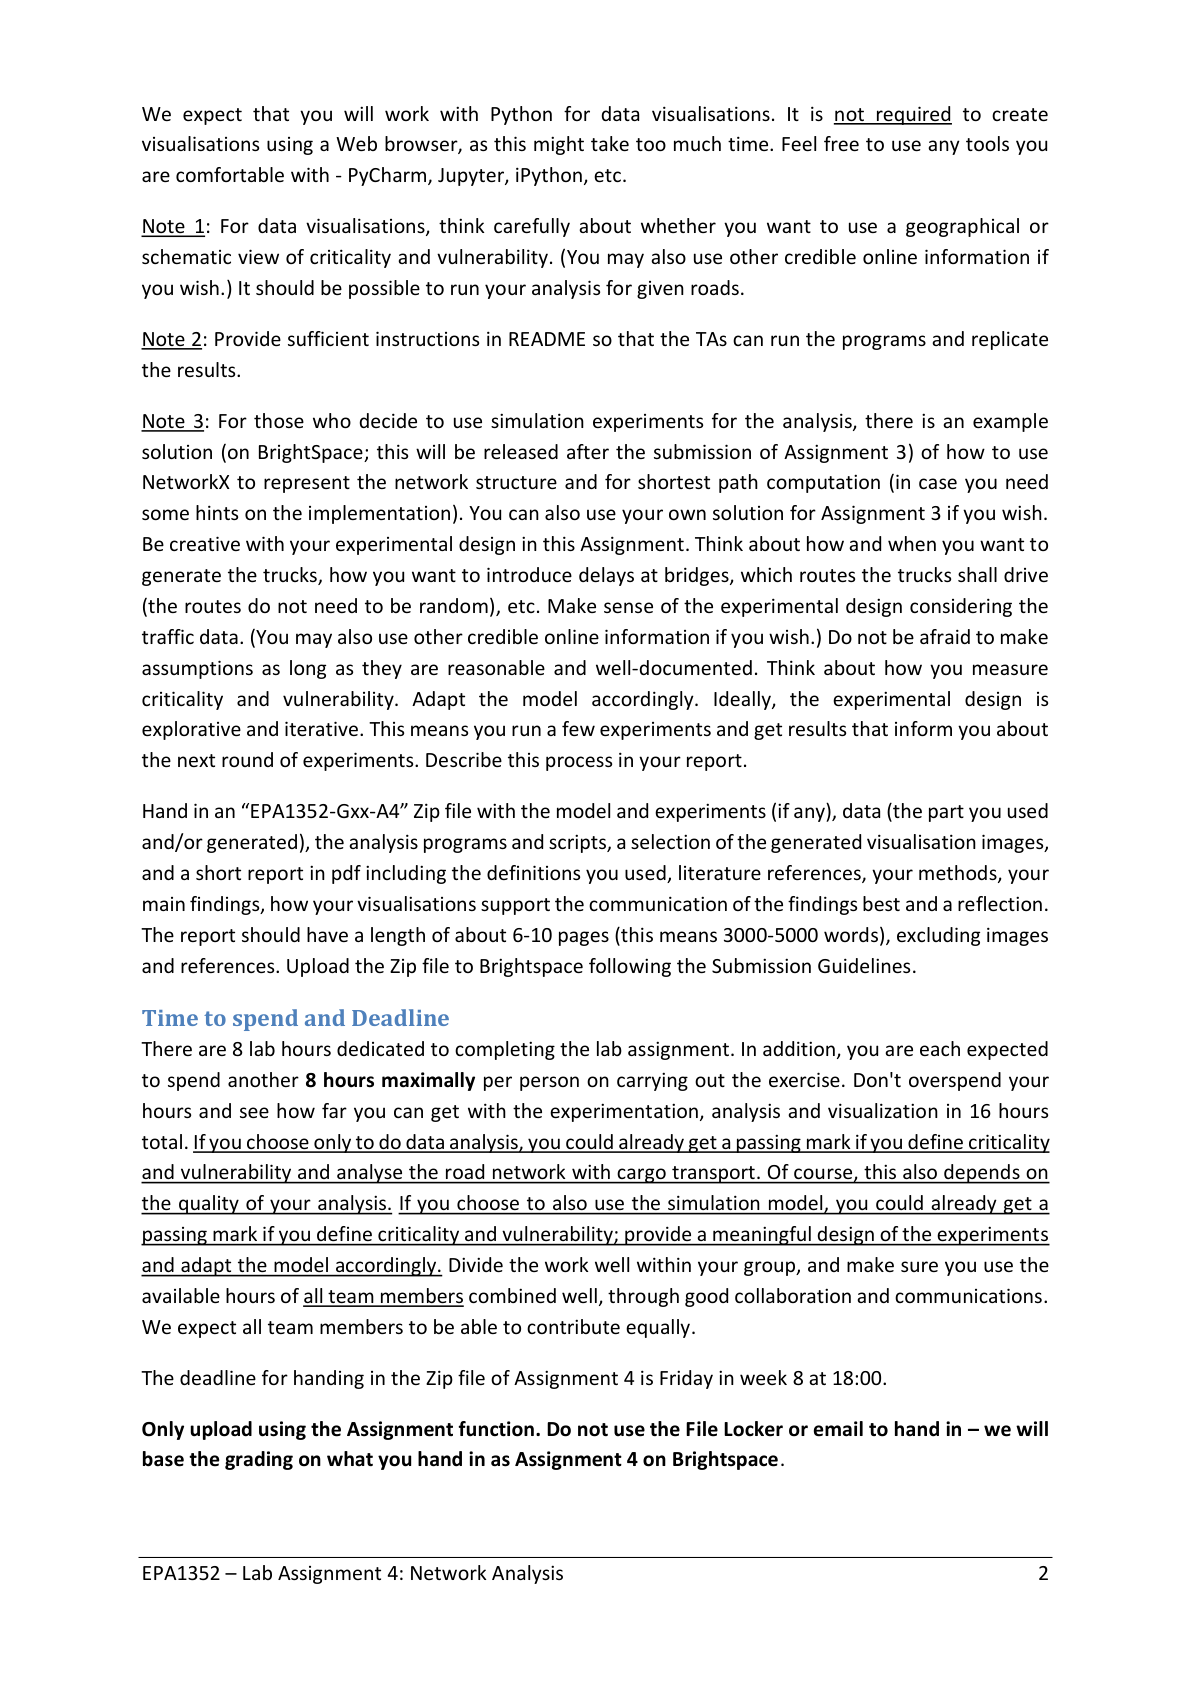 We expect that you will work with Python for data visualisations. It is not required to create
visualisations using a Web browser, as this might take too much time. Feel free to use any tools you
are comfortable with - PyCharm, Jupyter, iPython, etc.
Note 1: For data visualisations, think carefully about whether you want to use a geographical or
schematic view of criticality and vulnerability. (You may also use other credible online information if
you wish.) It should be possible to run your analysis for given roads.
Note 2: Provide sufficient instructions in README so that the TAs can run the programs and replicate
the results.
Note 3: For those who decide to use simulation experiments for the analysis, there is an example
solution (on BrightSpace; this will be released after the submission of Assignment 3) of how to use
NetworkX to represent the network structure and for shortest path computation (in case you need
some hints on the implementation). You can also use your own solution for Assignment 3 if you wish.
Be creative with your experimental design in this Assignment. Think about how and when you want to
generate the trucks, how you want to introduce delays at bridges, which routes the trucks shall drive
(the routes do not need to be random), etc. Make sense of the experimental design considering the
traffic data. (You may also use other credible online information if you wish.) Do not be afraid to make
assumptions as long as they are reasonable and well-documented. Think about how you measure
criticality and vulnerability. Adapt the model accordingly. Ideally, the experimental design is
explorative and iterative. This means you run a few experiments and get results that inform you about
the next round of experiments. Describe this process in your report.
Hand in an “EPA1352-Gxx-A4” Zip file with the model and experiments (if any), data (the part you used
and/or generated), the analysis programs and scripts, a selection of the generated visualisation images,
and a short report in pdf including the definitions you used, literature references, your methods, your
main findings, how your visualisations support the communication of the findings best and a reflection.
The report should have a length of about 6-10 pages (this means 3000-5000 words), excluding images
and references. Upload the Zip file to Brightspace following the Submission Guidelines.
Time to spend and Deadline
There are 8 lab hours dedicated to completing the lab assignment. In addition, you are each expected
to spend another 8 hours maximally per person on carrying out the exercise. Don't overspend your
hours and see how far you can get with the experimentation, analysis and visualization in 16 hours
total. If you choose only to do data analysis, you could already get a passing mark if you define criticality
and vulnerability and analyse the road network with cargo transport. Of course, this also depends on
the quality of your analysis. If you choose to also use the simulation model, you could already get a
passing mark if you define criticality and vulnerability; provide a meaningful design of the experiments
and adapt the model accordingly. Divide the work well within your group, and make sure you use the
available hours of all team members combined well, through good collaboration and communications.
We expect all team members to be able to contribute equally.
The deadline for handing in the Zip file of Assignment 4 is Friday in week 8 at 18:00.
Only upload using the Assignment function. Do not use the File Locker or email to hand in – we will
base the grading on what you hand in as Assignment 4 on Brightspace.
EPA1352 – Lab Assignment 4: Network Analysis 2